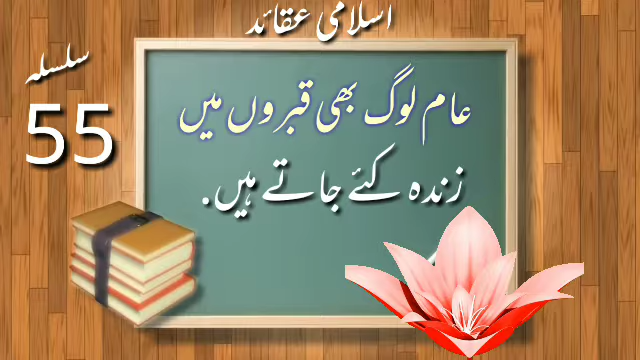 اسلامی عقائد
سلسلہ
55
عام لوگ بھی قبروں میں
زندہ کئے جاتے ہیں.